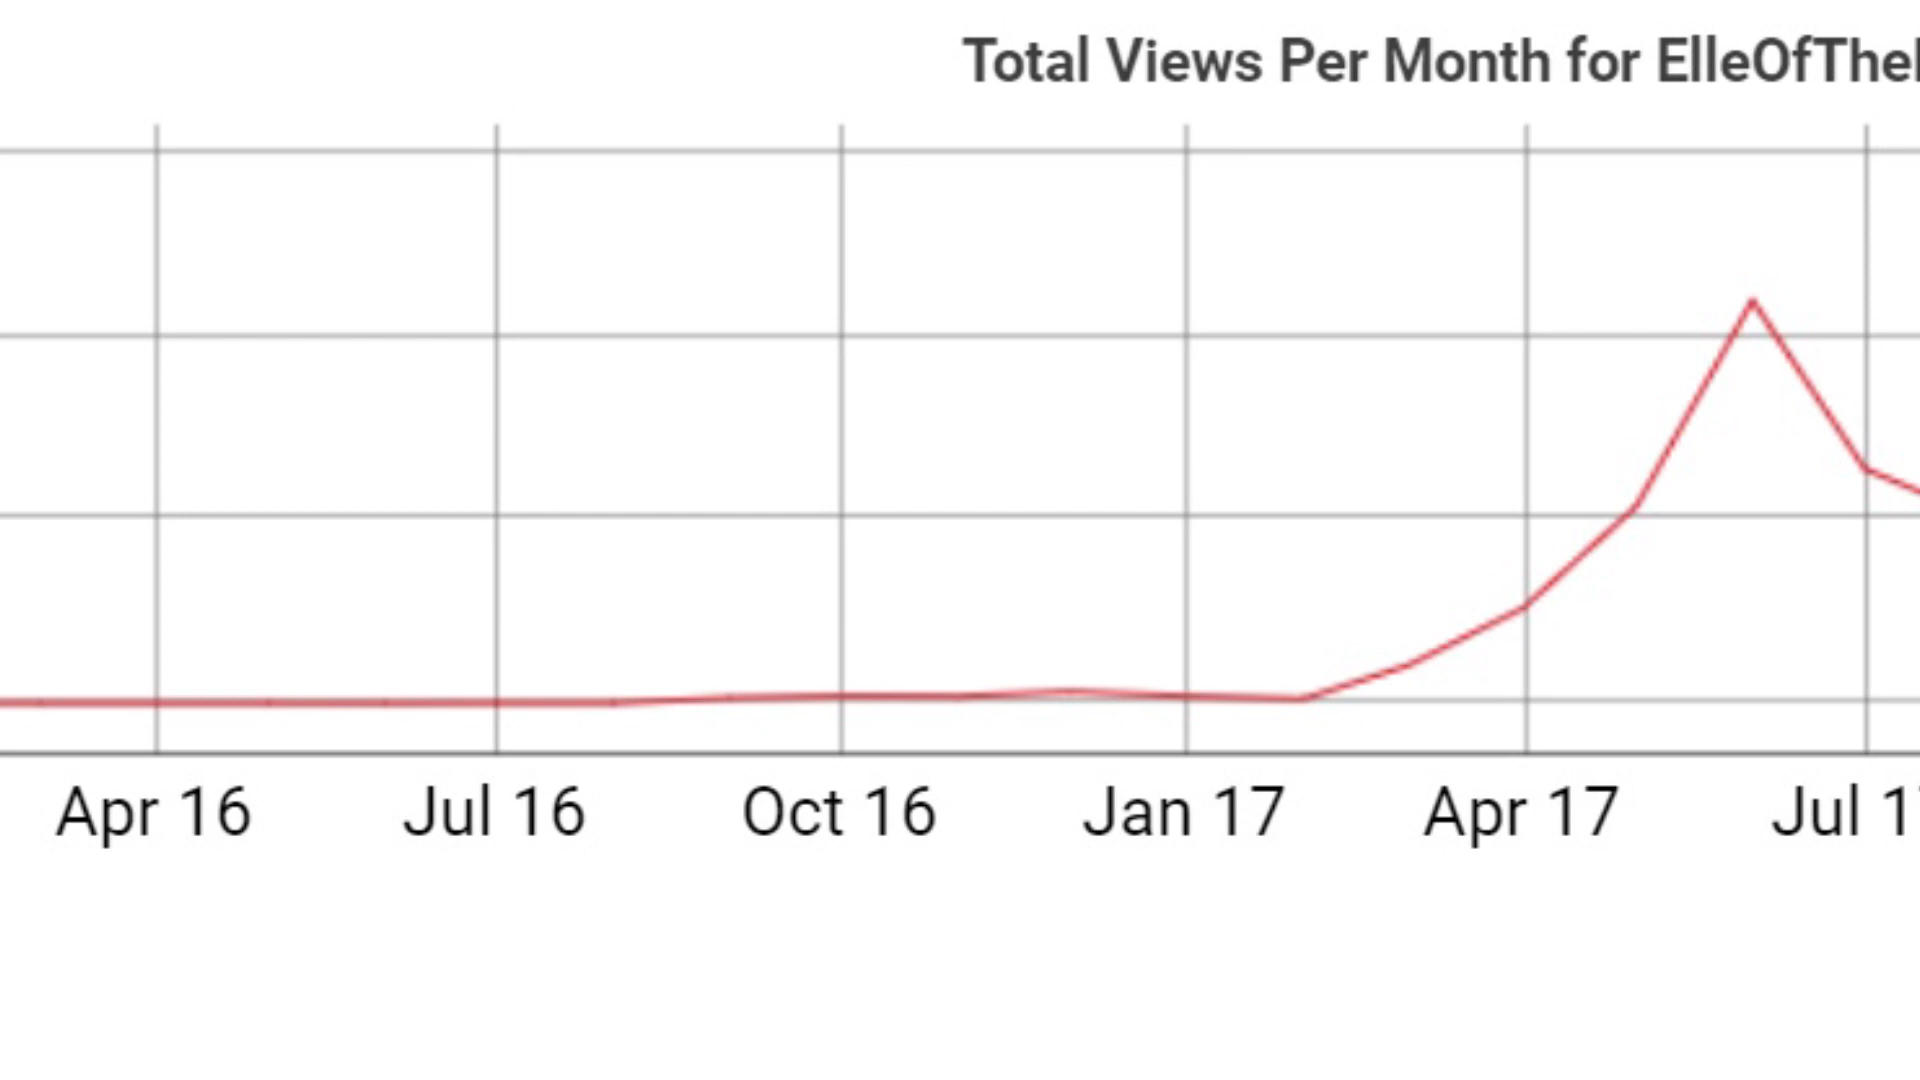 Total Views Per Month for ElleOfThe
Apr 16 Jul 16 Oct 16 Jan 17 Apr 17 Jul 1